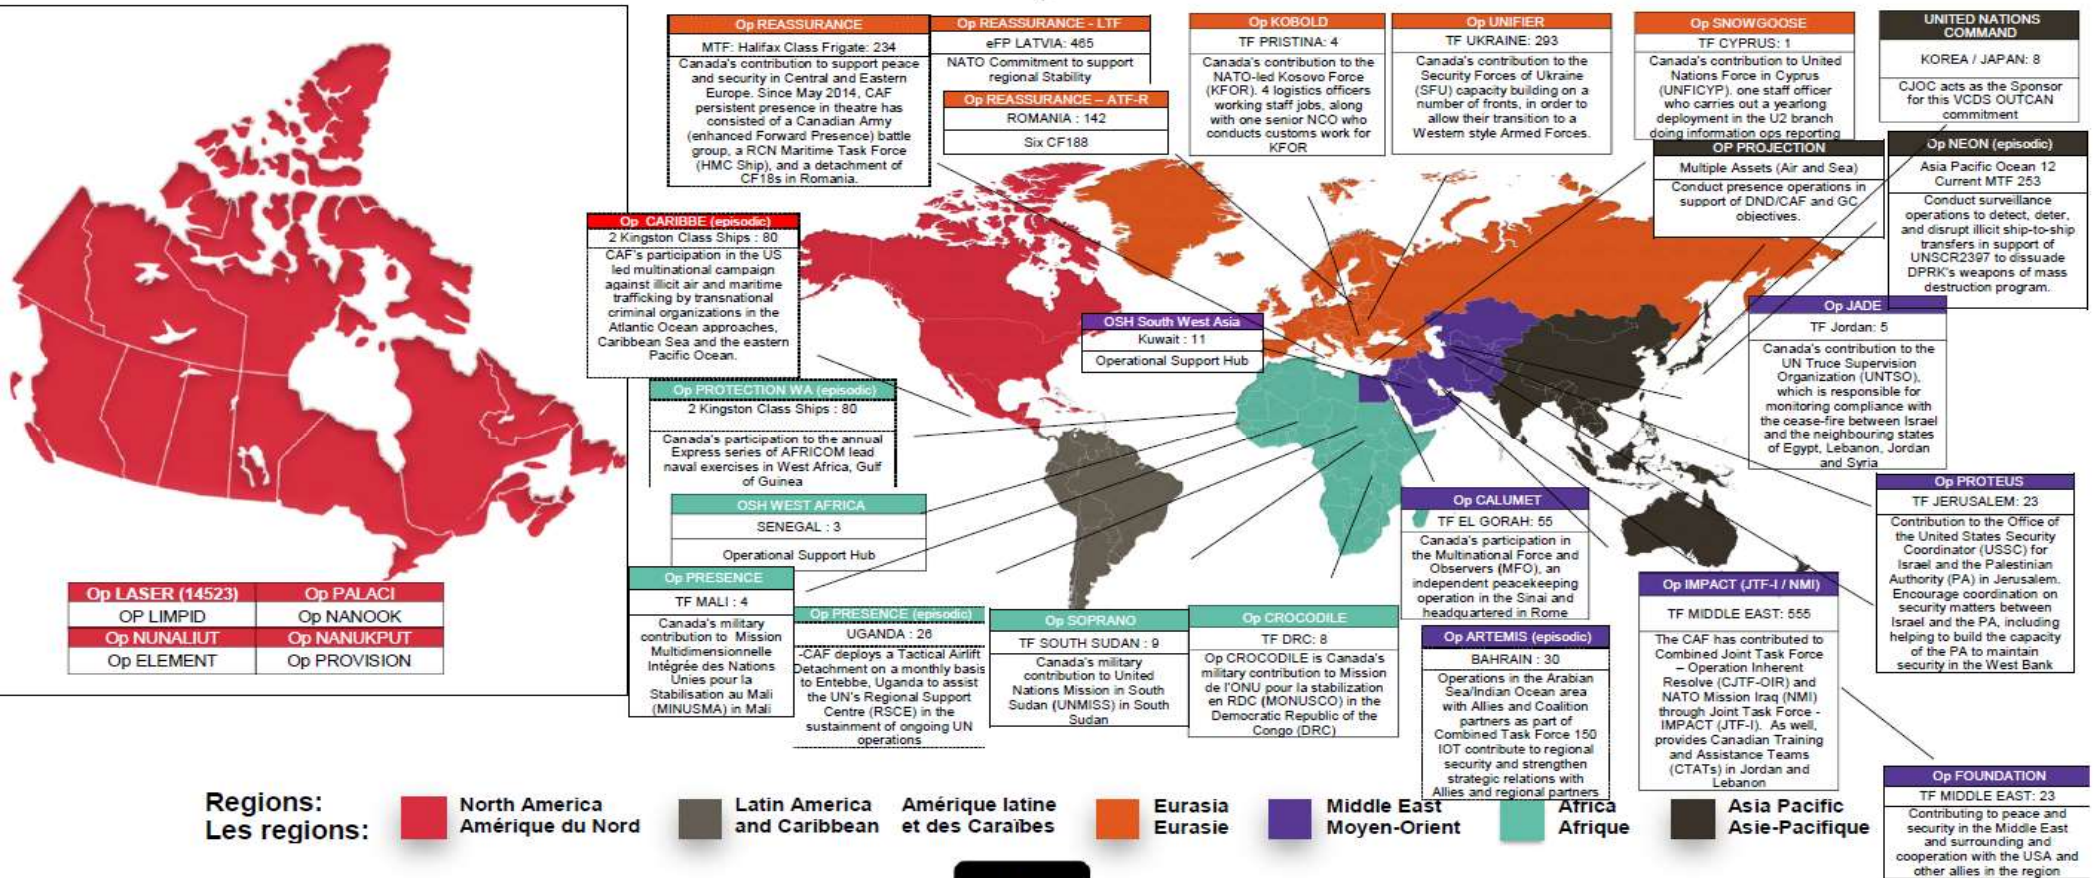 Op REASSURANCE
MTF: Halifax Class Frigate: 234
Canada's contribution to support peace
and security in Central and Eastern
Europe. Since May 2014, CAF
persistent presence in theatre has
consisted of a Canadian Army
(enhanced Forward Presence) battle
group, a RCN Maritime Task Force
(HMC Ship), and a detachment of
CF18s in Romania.
Op REASSURANCE - LTF
eFP LATVIA: 465
NATO Commitment to support
regional Stability
Op REASSURANCE – ATF-R
ROMANIA : 142
Six CF188
Op KOBOLD
TF PRISTINA: 4
Canada's contribution to the
NATO-led Kosovo Force
(KFOR). 4 logistics officers
working staff jobs, along
with one senior NCO who
conducts customs work for
KFOR
Op UNIFIER
TF UKRAINE: 293
Canada's contribution to the
Security Forces of Ukraine
(SFU) capacity building on a
number of fronts, in order to
allow their transition to a
Western style Armed Forces.
Op SNOWGOOSE
TF CYPRUS: 1
Canada's contribution to United
Nations Force in Cyprus
(UNFICYP). one staff officer
who carries out a yearlong
deployment in the U2 branch
doing information ops reporting
UNITED NATIONS
COMMAND
KOREA / JAPAN: 8
CJOC acts as the Sponsor
for this VCDS OUTCAN
commitment
OP PROJECTION
Multiple Assets (Air and Sea)
Conduct presence operations in
support of DND/CAF and GC
objectives.
Op NEON (episodic)
Asia Pacific Ocean 12
Current MTF 253
Conduct surveillance
operations to detect, deter,
and disrupt illicit ship-to-ship
transfers in support of
UNSCR2397 to dissuade
DPRK's weapons of mass
destruction program.
Op CARIBBE (episodic)
2 Kingston Class Ships : 80
CAF's participation in the US
led multinational campaign
against illicit air and maritime
trafficking by transnational
criminal organizations in the
Atlantic Ocean approaches,
Caribbean Sea and the eastern
Pacific Ocean.
OSH South West Asia
Kuwait : 11
Operational Support Hub
Op JADE
TF Jordan: 5
Canada's contribution to the
UN Truce Supervision
Organization (UNTSO),
which is responsible for
monitoring compliance with
the cease-fire between Israel
and the neighbouring states
of Egypt, Lebanon, Jordan
and Syria
Op PROTECTION WA (episodic)
2 Kingston Class Ships : 80
Canada's participation to the annual
Express series of AFRICOM lead
naval exercises in West Africa, Gulf
of Guinea
OSH WEST AFRICA
SENEGAL : 3
Operational Support Hub
Op CALUMET
TF EL GORAH: 55
Canada's participation in
the Multinational Force and
Observers (MFO), an
independent peacekeeping
operation in the Sinai and
headquartered in Rome
Op PROTEUS
TF JERUSALEM: 23
Contribution to the Office of
the United States Security
Coordinator (USSC) for
Israel and the Palestinian
Authority (PA) in Jerusalem.
Encourage coordination on
security matters between
Israel and the PA, including
helping to build the capacity
of the PA to maintain
security in the West Bank
Op LASER (14523)
Op PALACI
OP LIMPID
Op NANOOK
Op NUNALIUT
Op NANUKPUT
Op ELEMENT
Op PROVISION
Op PRESENCE
TF MALI : 4
Canada's military
contribution to Mission
Multidimensionnelle
Intégrée des Nations
Unies pour la
Stabilisation au Mali
(MINUSMA) in Mali
Op PRESENCE (episodic)
UGANDA : 26
-CAF deploys a Tactical Airlift
Detachment on a monthly basis
to Entebbe, Uganda to assist
the UN's Regional Support
Centre (RSCE) in the
sustainment of ongoing UN
operations
Op SOPRANO
TF SOUTH SUDAN : 9
Canada's military
contribution to United
Nations Mission in South
Sudan (UNMISS) in South
Sudan
Op CROCODILE
TF DRC: 8
Op CROCODILE is Canada's
military contribution to Mission
de l'ONU pour la stabilization
en RDC (MONUSCO) in the
Democratic Republic of the
Congo (DRC)
Op ARTEMIS (episodic)
BAHRAIN : 30
Operations in the Arabian
Sea/Indian Ocean area
with Allies and Coalition
partners as part of
Combined Task Force 150
IOT contribute to regional
security and strengthen
strategic relations with
Allies and regional partners
Op IMPACT (JTF-I / NMI)
TF MIDDLE EAST: 555
The CAF has contributed to
Combined Joint Task Force
– Operation Inherent
Resolve (CJTF-OIR) and
NATO Mission Iraq (NMI)
through Joint Task Force -
IMPACT (JTF-I). As well,
provides Canadian Training
and Assistance Teams
(CTATs) in Jordan and
Lebanon
Op FOUNDATION
TF MIDDLE EAST: 23
Contributing to peace and
security in the Middle East
and surrounding and
cooperation with the USA and
other allies in the region
Regions:
Les regions:
North America
Amérique du Nord
Latin America
and Caribbean
Amérique latine
et des Caraïbes
Eurasia
Eurasie
Middle East
Moyen-Orient
Africa
Afrique
Asia Pacific
Asie-Pacifique